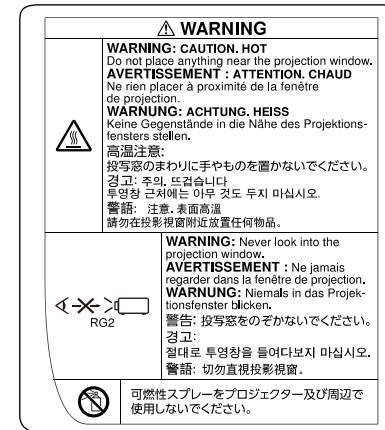 ⚠ WARNING
WARNING: CAUTION. HOT
Do not place anything near the projection window.
AVERTISSEMENT : ATTENTION. CHAUD
Ne rien placer à proximité de la fenêtre
de projection.
WARNUNG: ACHTUNG. HEISS
Keine Gegenstände in die Nähe des Projektions-
fensters stellen.
高温注意:
投写窓のまわりに手やものを置かないでください。
경고: 주의. 뜨겁습니다
투영창 근처에는 아무 것도 두지 마십시오.
警語: 注意. 表面高溫
請勿在投影視窗附近放置任何物品。
WARNING: Never look into the
projection window.
AVERTISSEMENT : Ne jamais
regarder dans la fenêtre de projection.
WARNUNG: Niemals in das Projek-
tionsfenster blicken.
警告: 投写窓をのぞかないでください。
경고:
절대로 투영창을 들여다보지 마십시오.
警語: 切勿直視投影視窗。
RG2
可燃性スプレーをプロジェクター及び周辺で
使用しないでください。